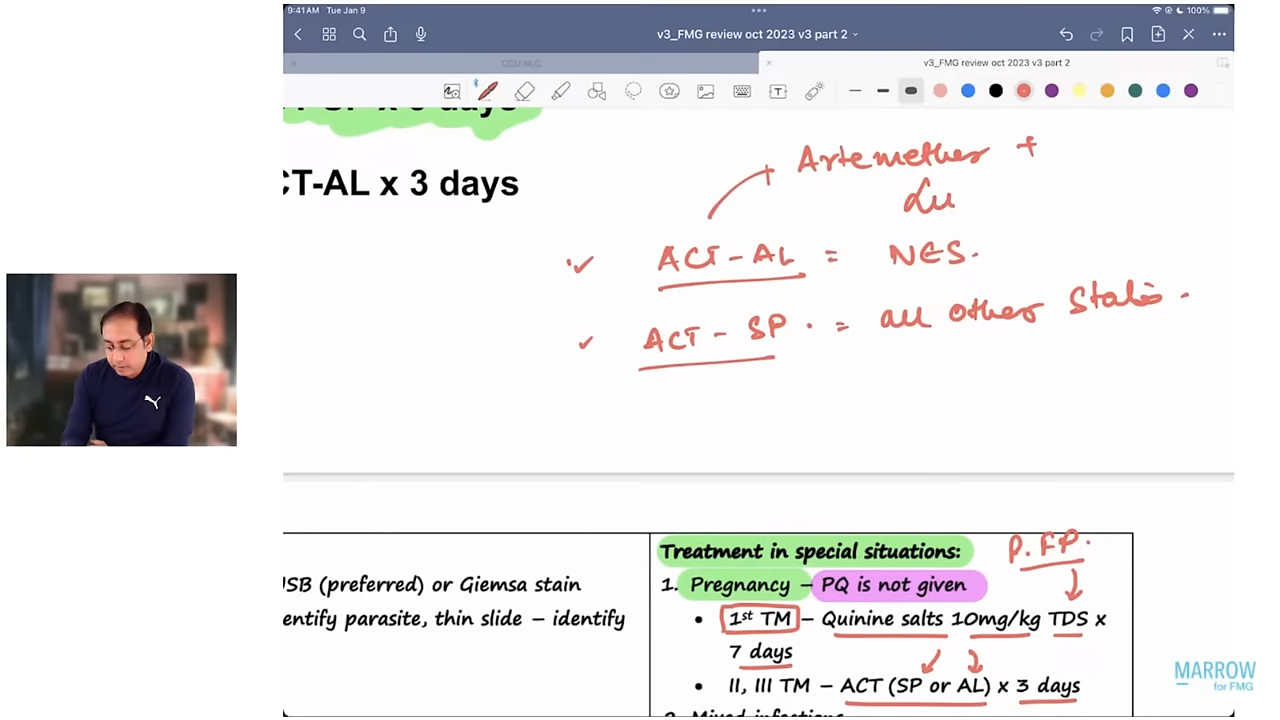 9:41 AM Tue Jan 9
100%
v3_FMG review oct 2023 v3 part 2
CCU NLC
v3_FMG review oct 2023 v3 part 2
CT-AL x 3 days
Artemether +
Lu
ACT-AL = NES.
ACT-SP. = all other States.
P. FP.
JSB (preferred) or Giemsa stain
entify parasite, thin slide – identify
Treatment in special situations:
1. Pregnancy – PQ is not given
• 1st TM – Quinine salts 10mg/kg TDS x
7 days
• II, III TM – ACT (SP or AL) x 3 days
MARROW
for FMG